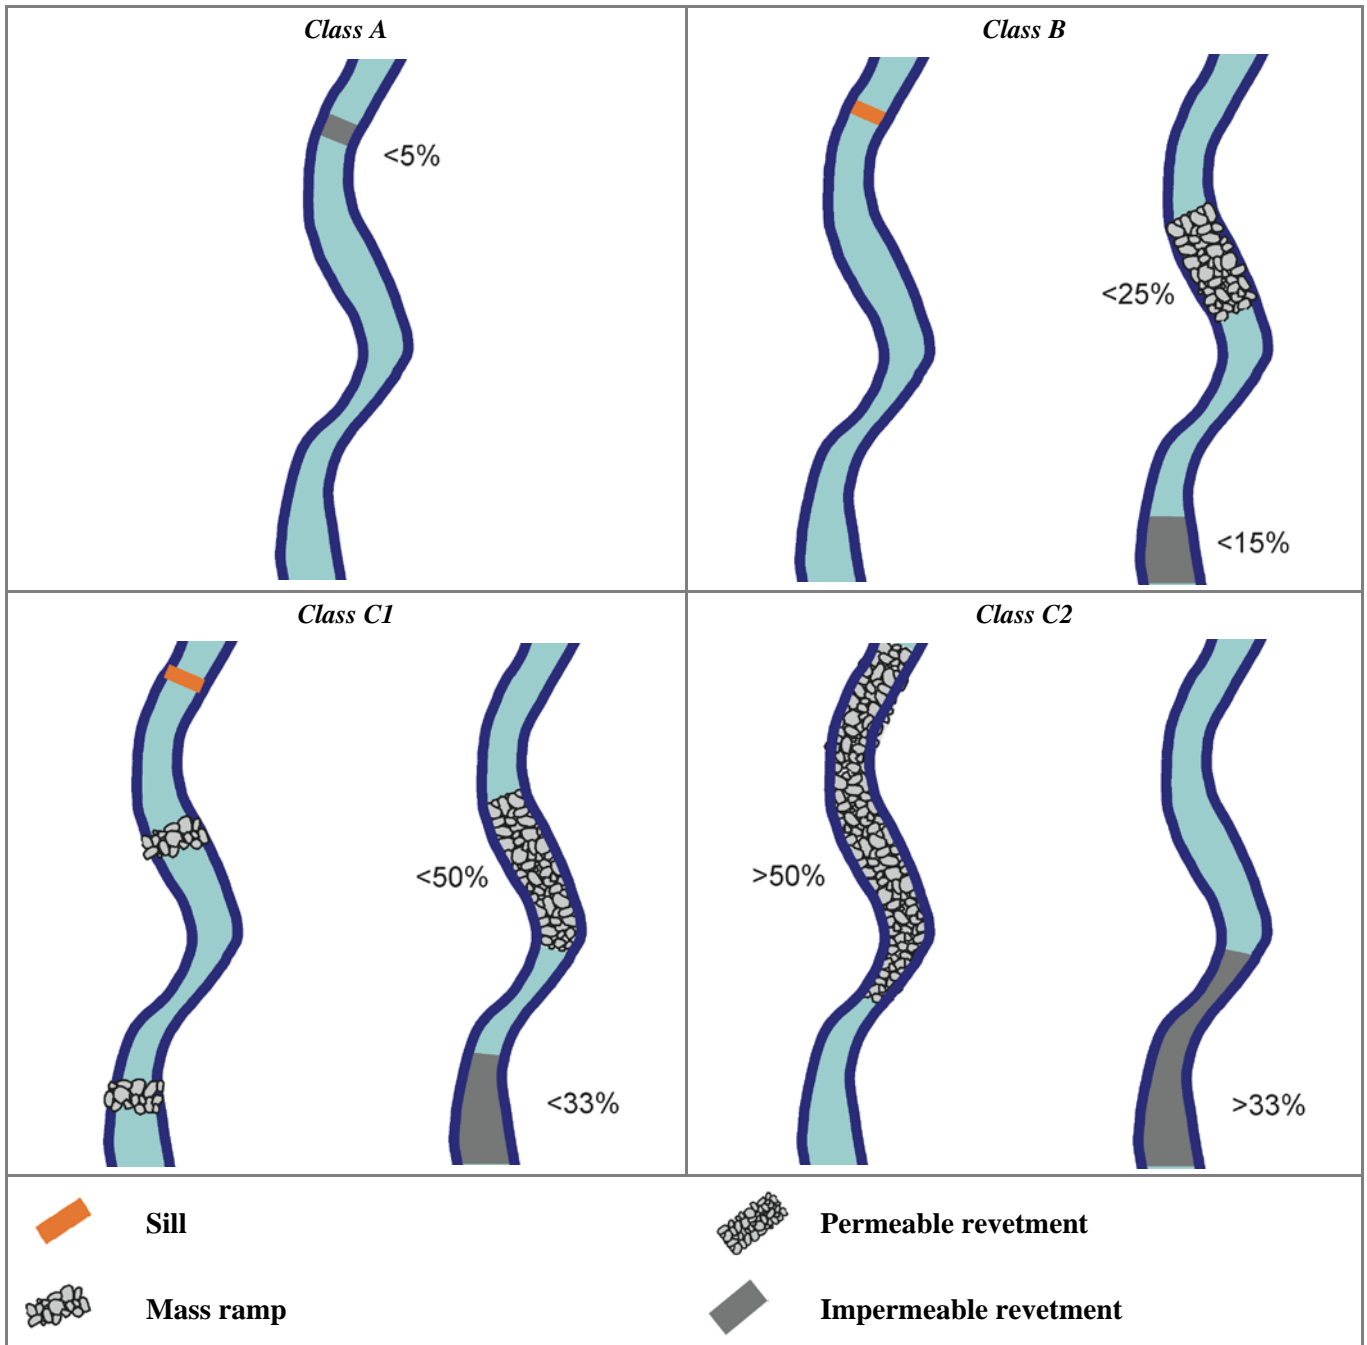 Class A
<5%
Class B
<25%
<15%
Class C1
<50%
<33%
Class C2
>50%
>33%
Sill
Permeable revetment
Mass ramp
Impermeable revetment